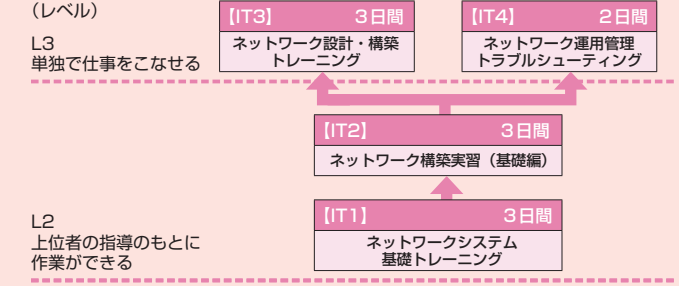 （レベル）
【IT3】 3日間
【IT4】 2日間
L3
単独で仕事をこなせる
ネットワーク設計・構築
トレーニング
ネットワーク運用管理
トラブルシューティング
【IT2】 3日間
ネットワーク構築実習（基礎編）
【IT1】 3日間
ネットワークシステム
基礎トレーニング
L2
上位者の指導のもとに
作業ができる